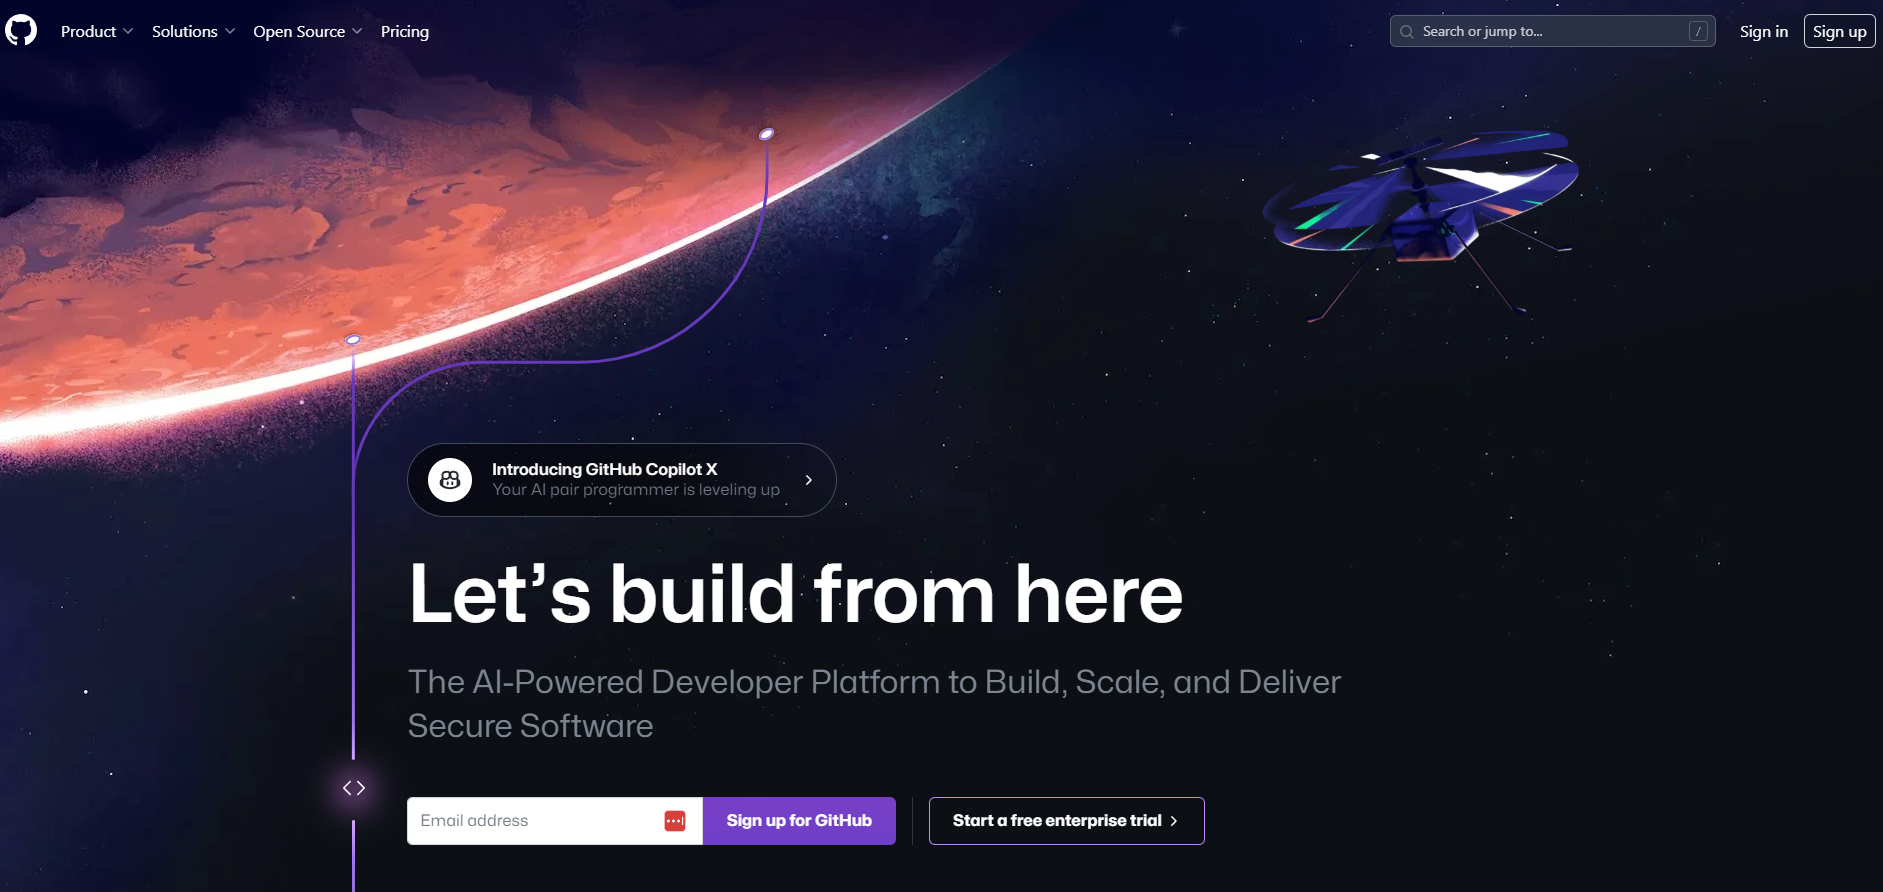 Product
Solutions
Open Source
Pricing
Search or jump to...
/
Sign in
Sign up
Introducing GitHub Copilot X
Your AI pair programmer is leveling up
Let’s build from here
The AI-Powered Developer Platform to Build, Scale, and Deliver
Secure Software
Email address
Sign up for GitHub
Start a free enterprise trial